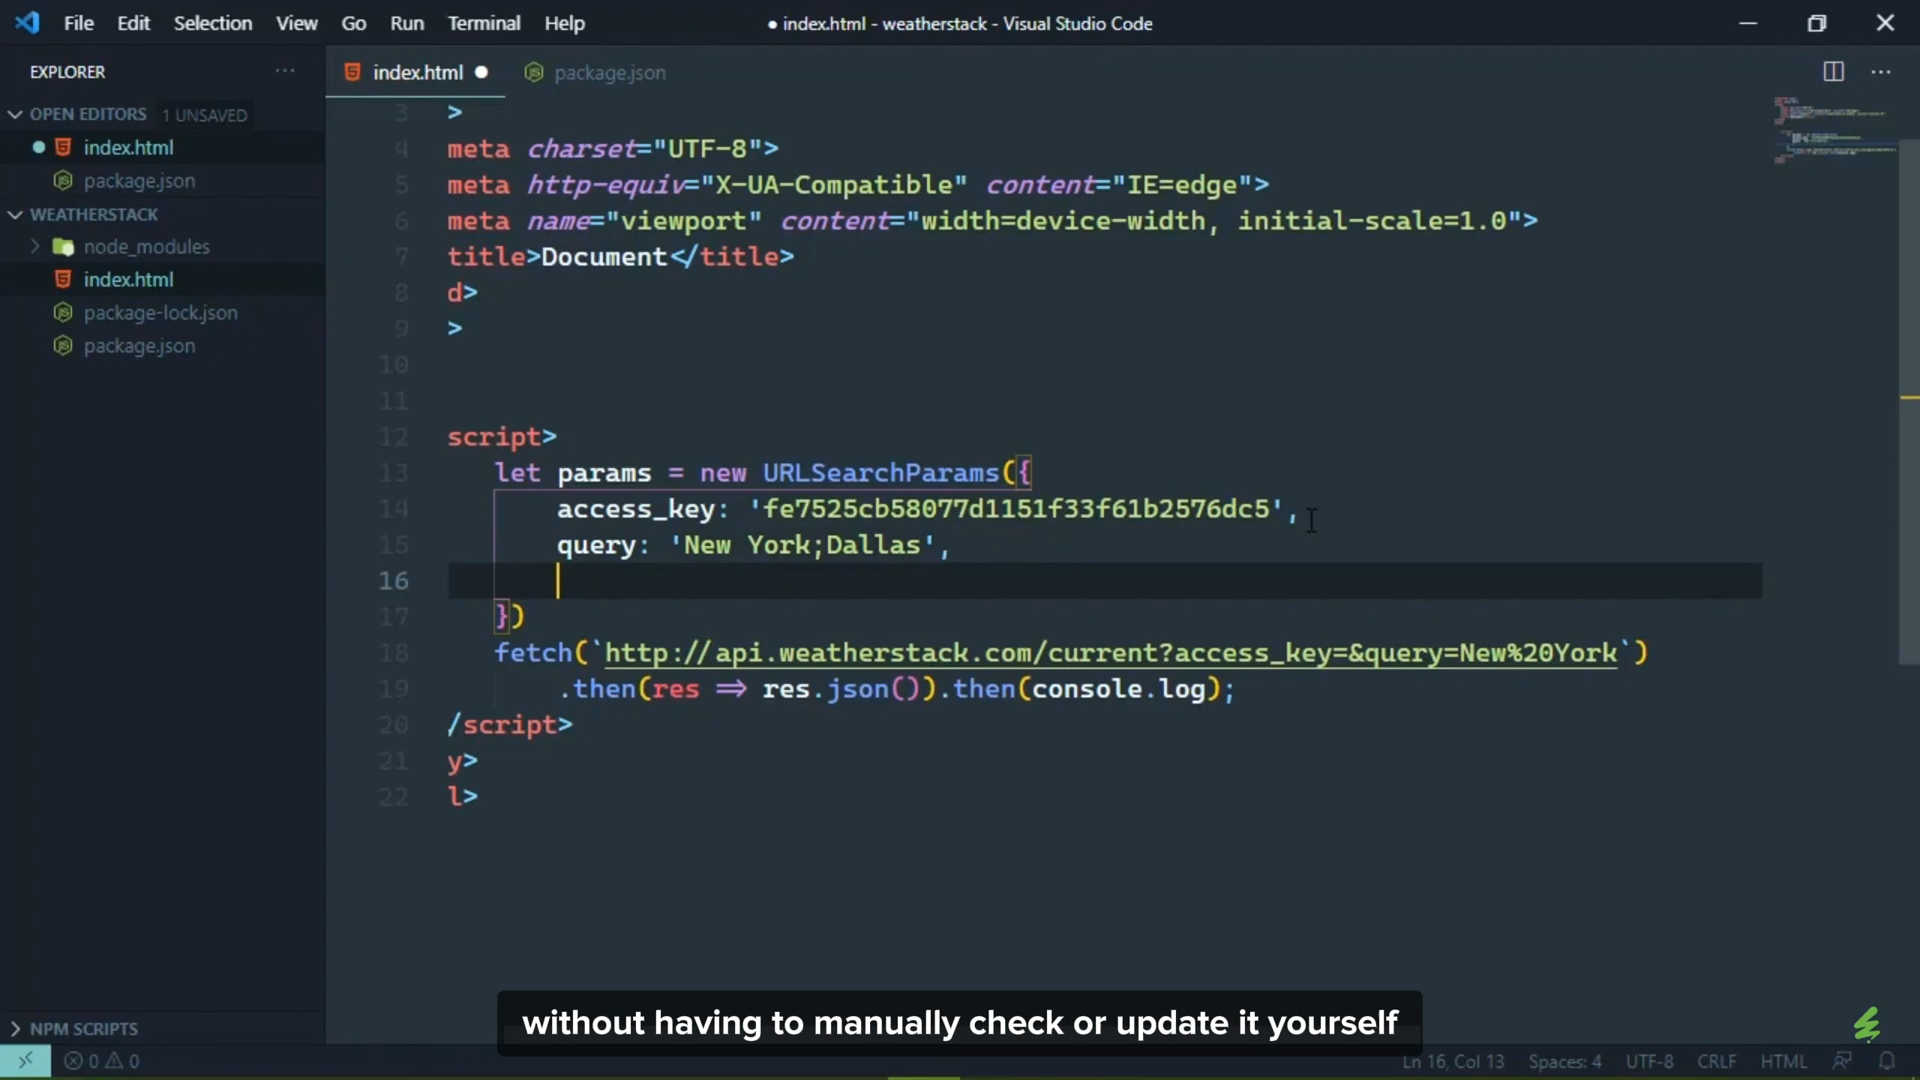 File Edit Selection View Go Run Terminal Help
● index.html - weatherstack - Visual Studio Code
EXPLORER ···
OPEN EDITORS 1 UNSAVED
index.html
package.json
WEATHERSTACK
node_modules
index.html
package-lock.json
package.json
NPM SCRIPTS
index.html ●
package.json
3 >
4 meta charset="UTF-8">
5 meta http-equiv="X-UA-Compatible" content="IE=edge">
6 meta name="viewport" content="width=device-width, initial-scale=1.0">
7 title>Document</title>
8 d>
9 >
10
11
12 script>
13 let params = new URLSearchParams({
14 access_key: 'fe7525cb58077d1151f33f61b2576dc5',
15 query: 'New York;Dallas',
16
17 })
18 fetch(`http://api.weatherstack.com/current?access_key=&query=New%20York`)
19 .then(res => res.json()).then(console.log);
20 /script>
21 y>
22 l>
without having to manually check or update it yourself
0 0
Ln 16, Col 13 Spaces: 4 UTF-8 CRLF HTML